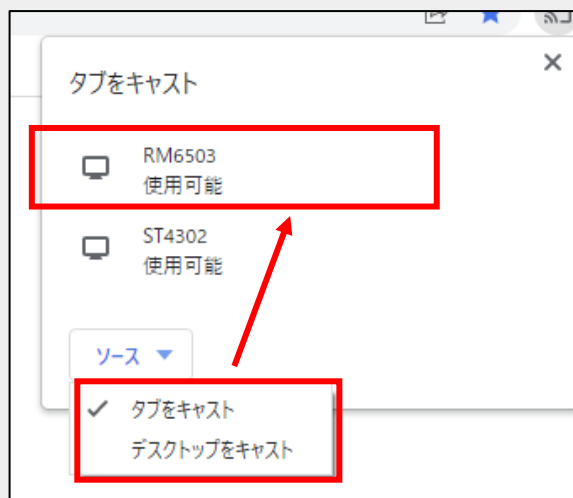 タブをキャスト
RM6503
使用可能
ST4302
使用可能
ソース
タブをキャスト
デスクトップをキャスト